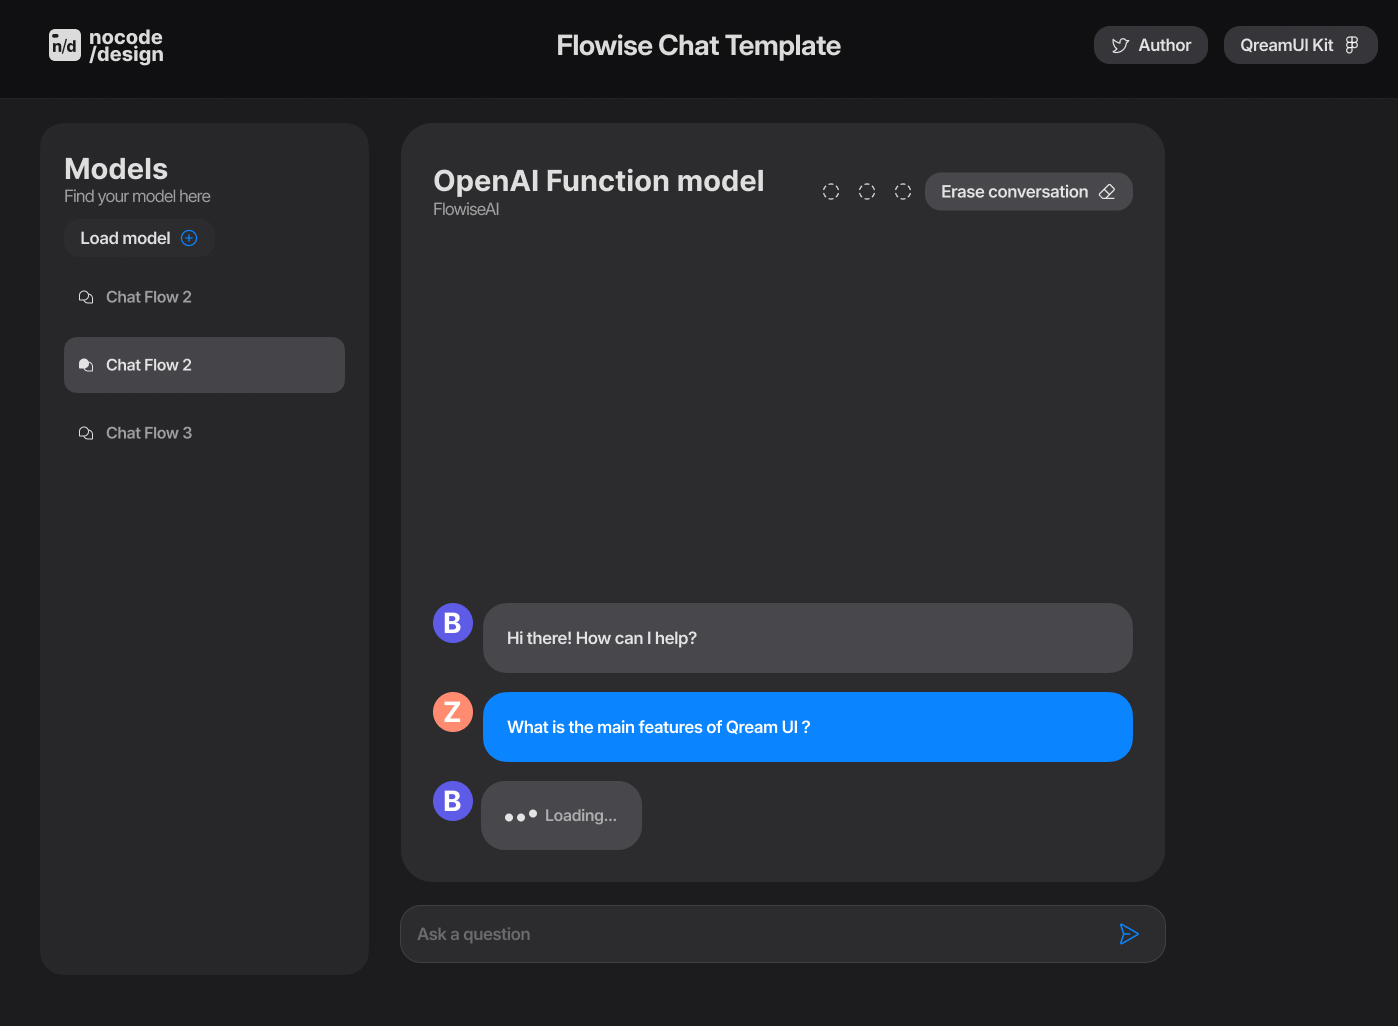 n/d
nocode
/design
Flowise Chat Template
Author
QreamUI Kit
Models
Find your model here
Load model
Chat Flow 2
Chat Flow 2
Chat Flow 3
OpenAI Function model
FlowiseAI
Erase conversation
B
Hi there! How can I help?
Z
What is the main features of Qream UI ?
B
Loading...
Ask a question